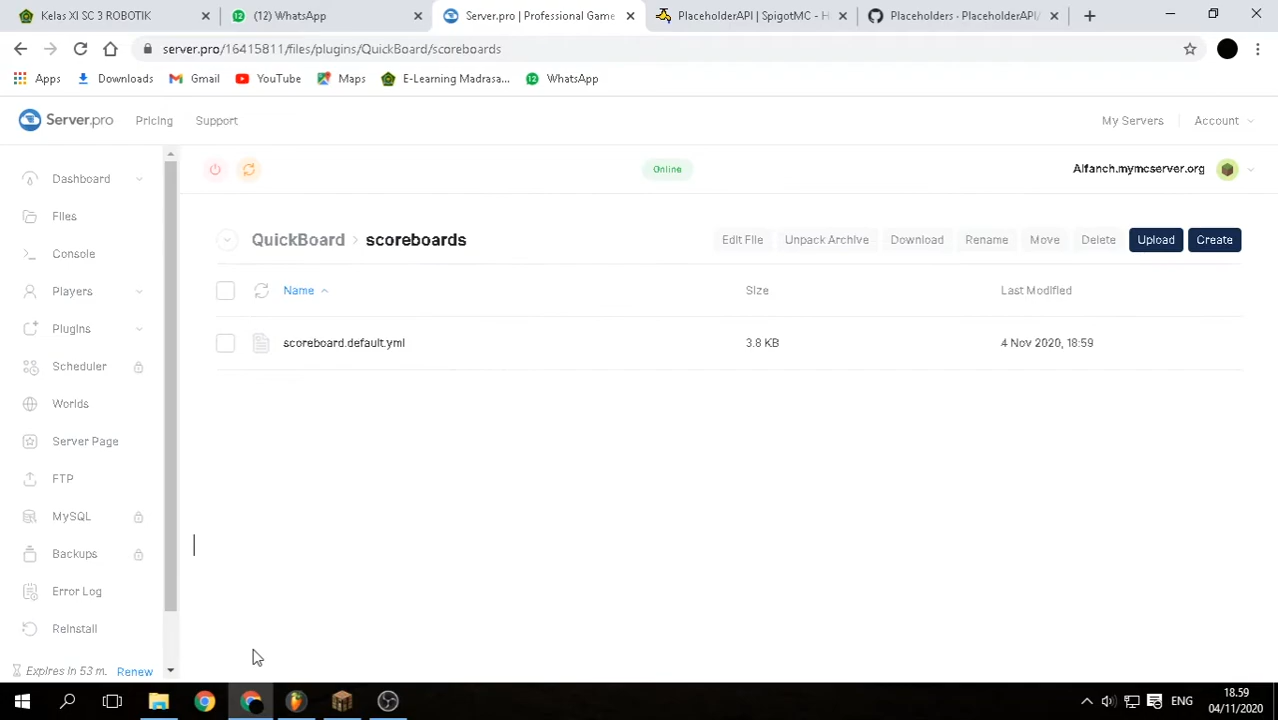 Kelas XI SC 3 ROBOTIK
(12) WhatsApp
Server.pro | Professional Game
PlaceholderAPI | SpigotMC - H
Placeholders · PlaceholderAPI/
server.pro/16415811/files/plugins/QuickBoard/scoreboards
Apps
Downloads
Gmail
YouTube
Maps
E-Learning Madrasa...
WhatsApp
Server.pro
Pricing
Support
My Servers
Account
Dashboard
Files
Console
Players
Plugins
Scheduler
Worlds
Server Page
FTP
MySQL
Backups
Error Log
Reinstall
Expires in 53 m.
Renew
Online
Alfanch.mymcserver.org
QuickBoard > scoreboards
Edit File
Unpack Archive
Download
Rename
Move
Delete
Upload
Create
Name
Size
Last Modified
scoreboard.default.yml
3.8 KB
4 Nov 2020, 18:59
ENG
18.59
04/11/2020